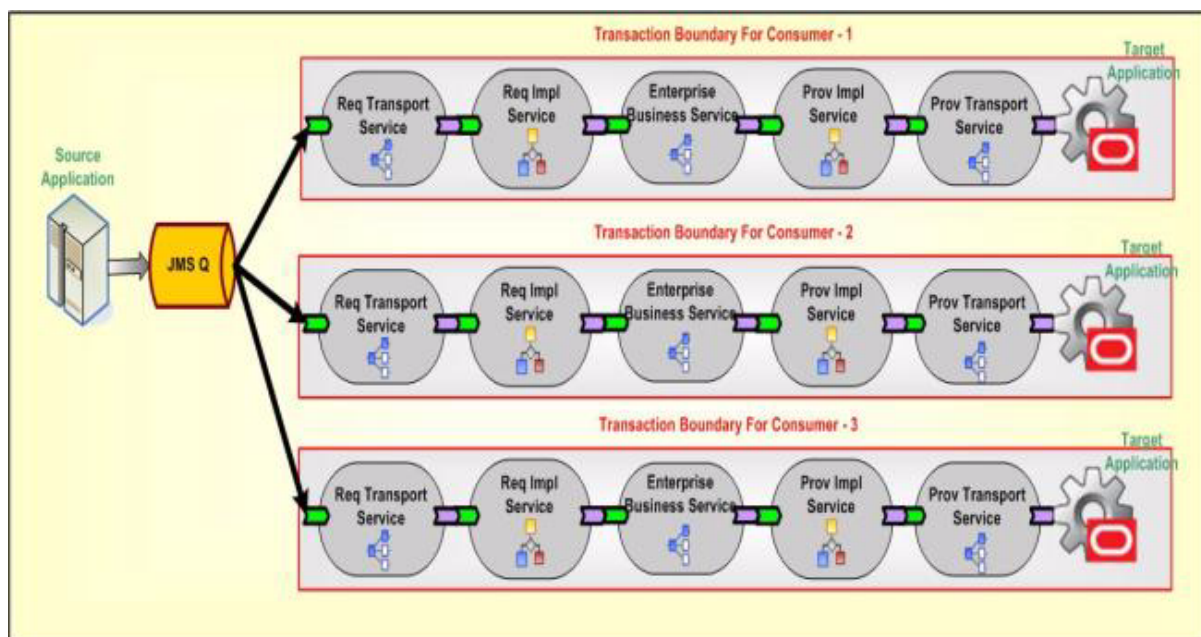 Transaction Boundary For Consumer - 1
Target
Application
Req Transport
Service
Req Impl
Service
Enterprise
Business Service
Prov Impl
Service
Prov Transport
Service
Source
Application
JMS Q
Transaction Boundary For Consumer - 2
Target
Application
Req Transport
Service
Req Impl
Service
Enterprise
Business Service
Prov Impl
Service
Prov Transport
Service
Transaction Boundary For Consumer - 3
Target
Application
Req Transport
Service
Req Impl
Service
Enterprise
Business Service
Prov Impl
Service
Prov Transport
Service